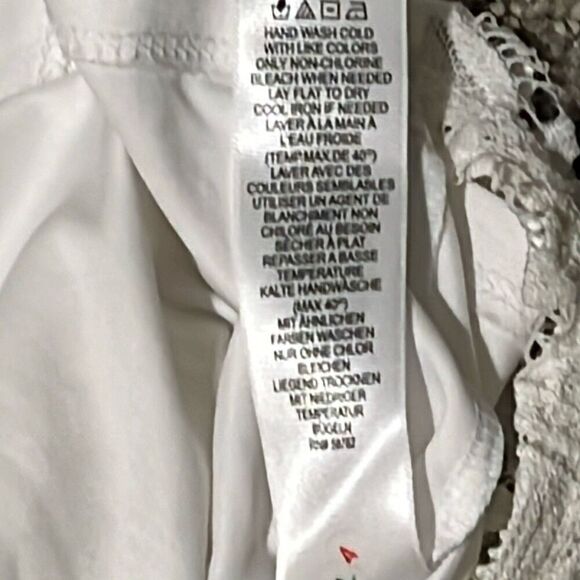 HAND WASH COLD
WITH LIKE COLORS
ONLY NON-CHLORINE
BLEACH WHEN NEEDED
LAY FLAT TO DRY
COOL IRON IF NEEDED
LAVER À LA MAIN À
L'EAU FROIDE
(TEMP MAX DE 40°)
LAVER AVEC DES
COULEURS SEMBLABLES
UTILISER UN AGENT DE
BLANCHIMENT NON
CHLORÉ AU BESOIN
SÉCHER À PLAT
REPASSER A BASSE
TEMPERATURE
KALTE HANDWÄSCHE
(MAX 40°)
MIT ÄHNLICHEN
FARBEN WASCHEN
NUR OHNE CHLOR
BLEICHEN
LIEGEND TROCKNEN
MIT NIEDRIGER
TEMPERATUR
BÜGELN